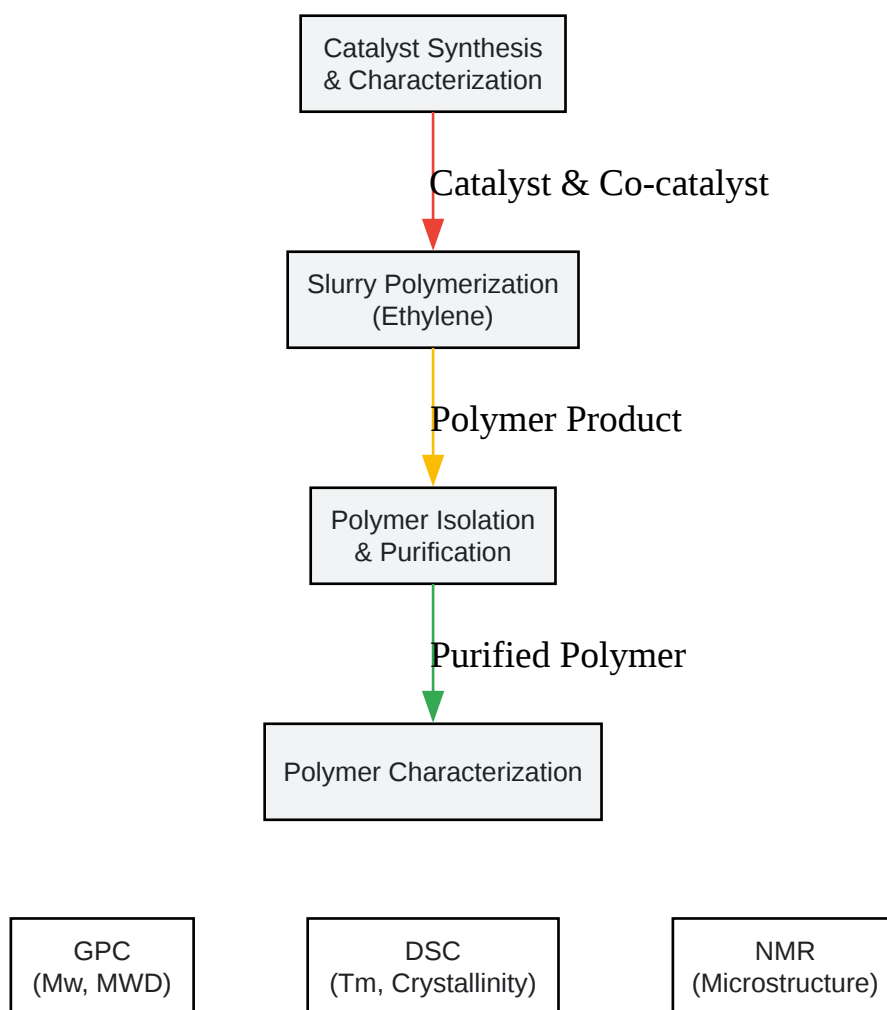 Catalyst Synthesis
& Characterization
Catalyst & Co-catalyst
Slurry Polymerization
(Ethylene)
Polymer Product
Polymer Isolation
& Purification
Purified Polymer
Polymer Characterization
GPC
(Mw, MWD)
DSC
(Tm, Crystallinity)
NMR
(Microstructure)